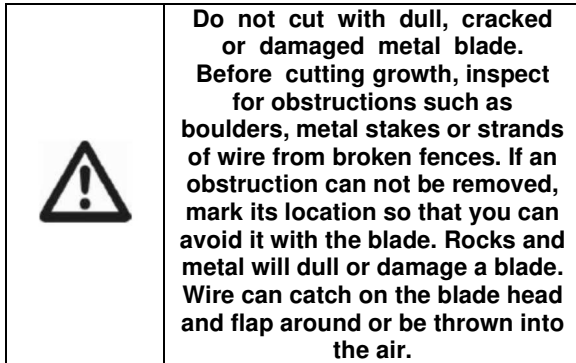 Do not cut with dull, cracked
or damaged metal blade.
Before cutting growth, inspect
for obstructions such as
boulders, metal stakes or strands
of wire from broken fences. If an
obstruction can not be removed,
mark its location so that you can
avoid it with the blade. Rocks and
metal will dull or damage a blade.
Wire can catch on the blade head
and flap around or be thrown into
the air.